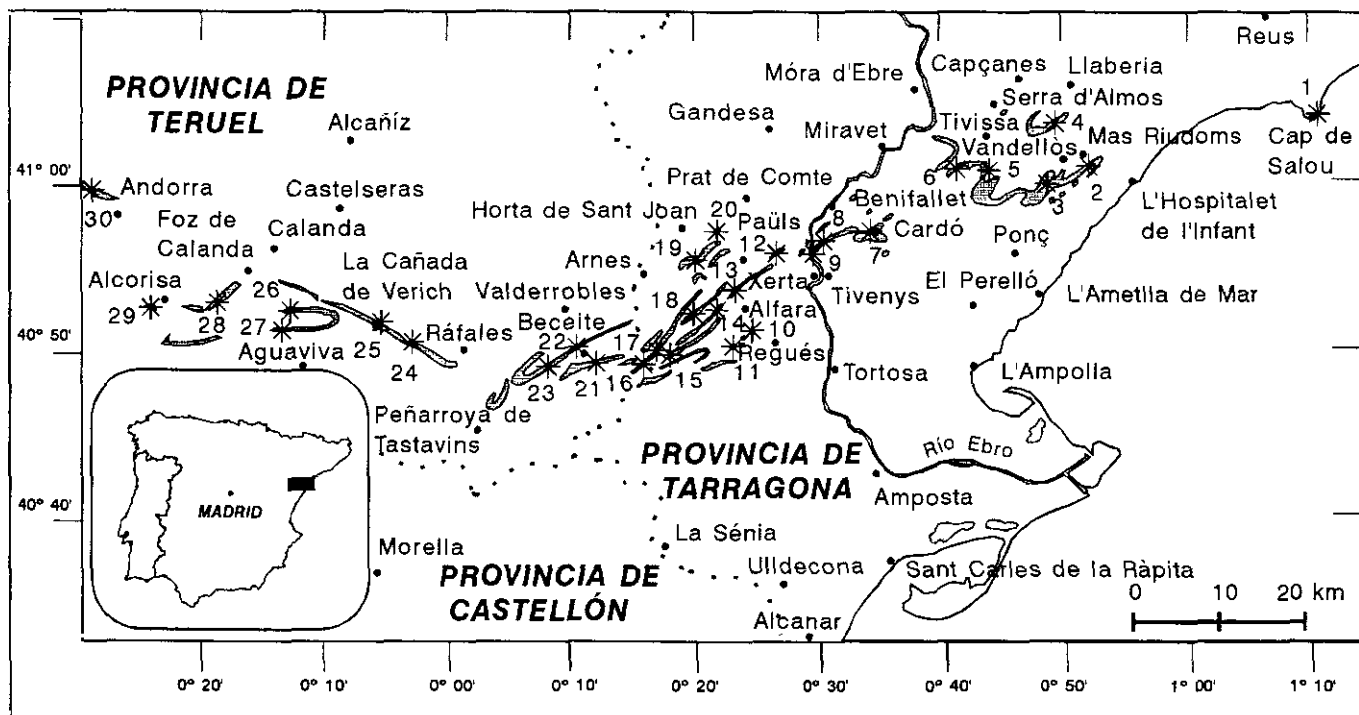 Reus
Capçanes
Llaberia
Móra d'Ebre
PROVINCIA DE
TERUEL
Serra d'Almos
1
Gandesa
Alcañíz
Tivissa
4
Mas Riudoms
Miravet
Vandellòs
Cap de
Salou
41° 00'
Andorra
Castelseras
Prat de Comte
6
5
2
30
Benifallet
3
L'Hospitalet
de l'Infant
Foz de
Calanda
Calanda
Horta de Sant Joan
20
Paüls
8
Cardó
19
12
7
Ponç
Alcorisa
La Cañada
de Verich
Arnes
13
Xerta
9
El Perelló
26
Valderrobles
18
Tivenys
L'Ametlla de Mar
29
28
Alfara
14
10
27
Ráfales
Beceite
40° 50'
25
22
17
Regués
Aguaviva
24
23
21
16
15
11
Tortosa
L'Ampolla
Peñarroya de
Tastavins
Río Ebro
PROVINCIA DE
TARRAGONA
Amposta
40° 40'
MADRID
La Sénia
Morella
Ulldecona
Sant Carles de la Ràpita
PROVINCIA DE
CASTELLÓN
0 10 20 km
Altcanar
0° 20' 0° 10' 0° 00' 0° 10' 0° 20' 0° 30' 0° 40' 0° 50' 1° 00' 1° 10'